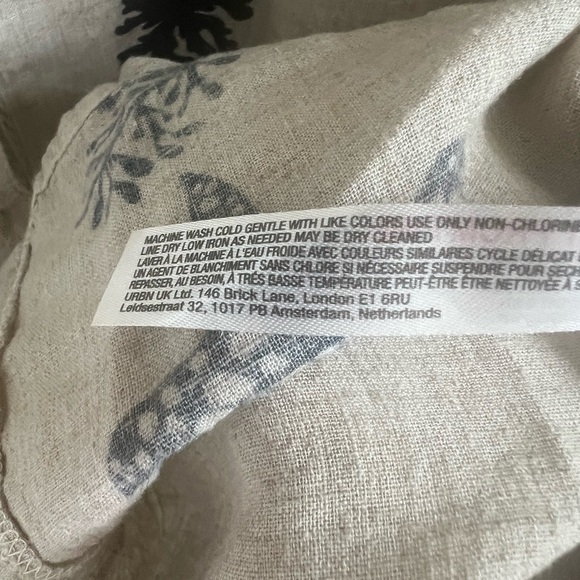 MACHINE WASH COLD GENTLE WITH LIKE COLORS USE ONLY NON-CHLORINE
LINE DRY LOW IRON AS NEEDED MAY BE DRY CLEANED
LAVER À LA MACHINE À L'EAU FROIDE AVEC COULEURS SIMILAIRES CYCLE DÉLICAT
UN AGENT DE BLANCHIMENT SANS CHLORE SI NÉCESSAIRE SUSPENDRE POUR
REPASSER, AU BESOIN, À TRÈS BASSE TEMPÉRATURE PEUT-ÊTRE ÊTRE NETTOYÉE À
URBN UK Ltd. 146 Brick Lane, London E1 6RU
Leidsestraat 32, 1017 PB Amsterdam, Netherlands